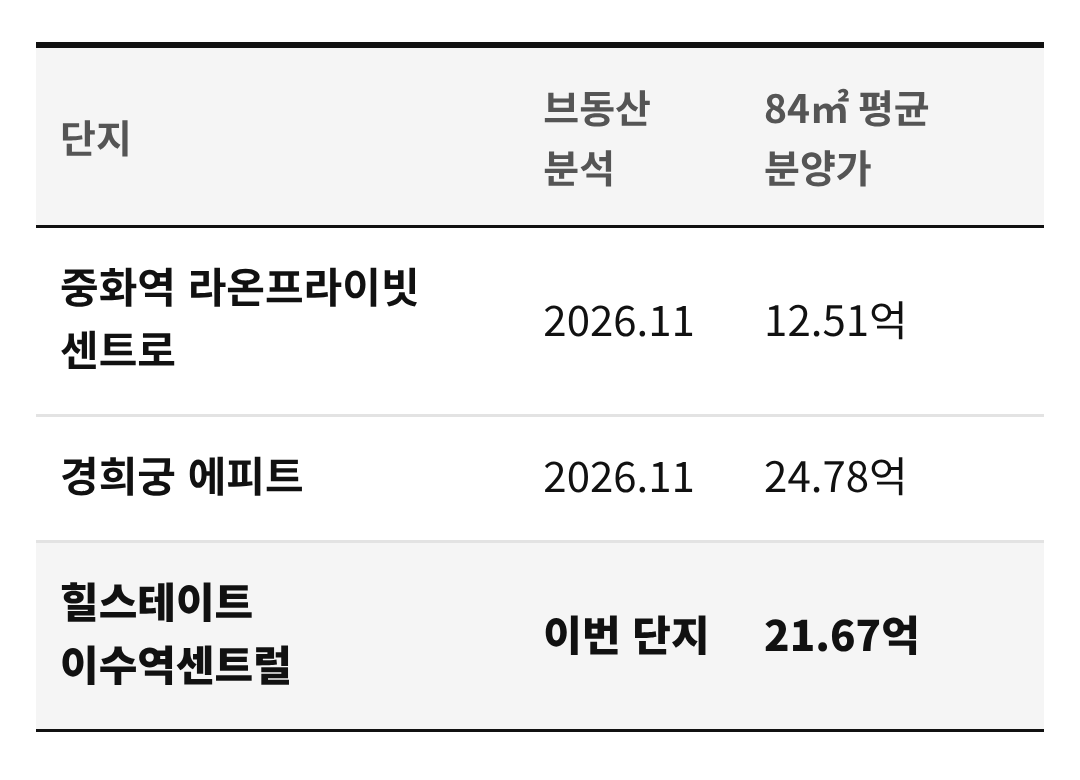 단지
브동산
분석
84㎡ 평균
분양가
중화역 라온프라이빗
센트로
2026.11
12.51억
경희궁 에피트
2026.11
24.78억
힐스테이트
이수역센트럴
이번 단지
21.67억